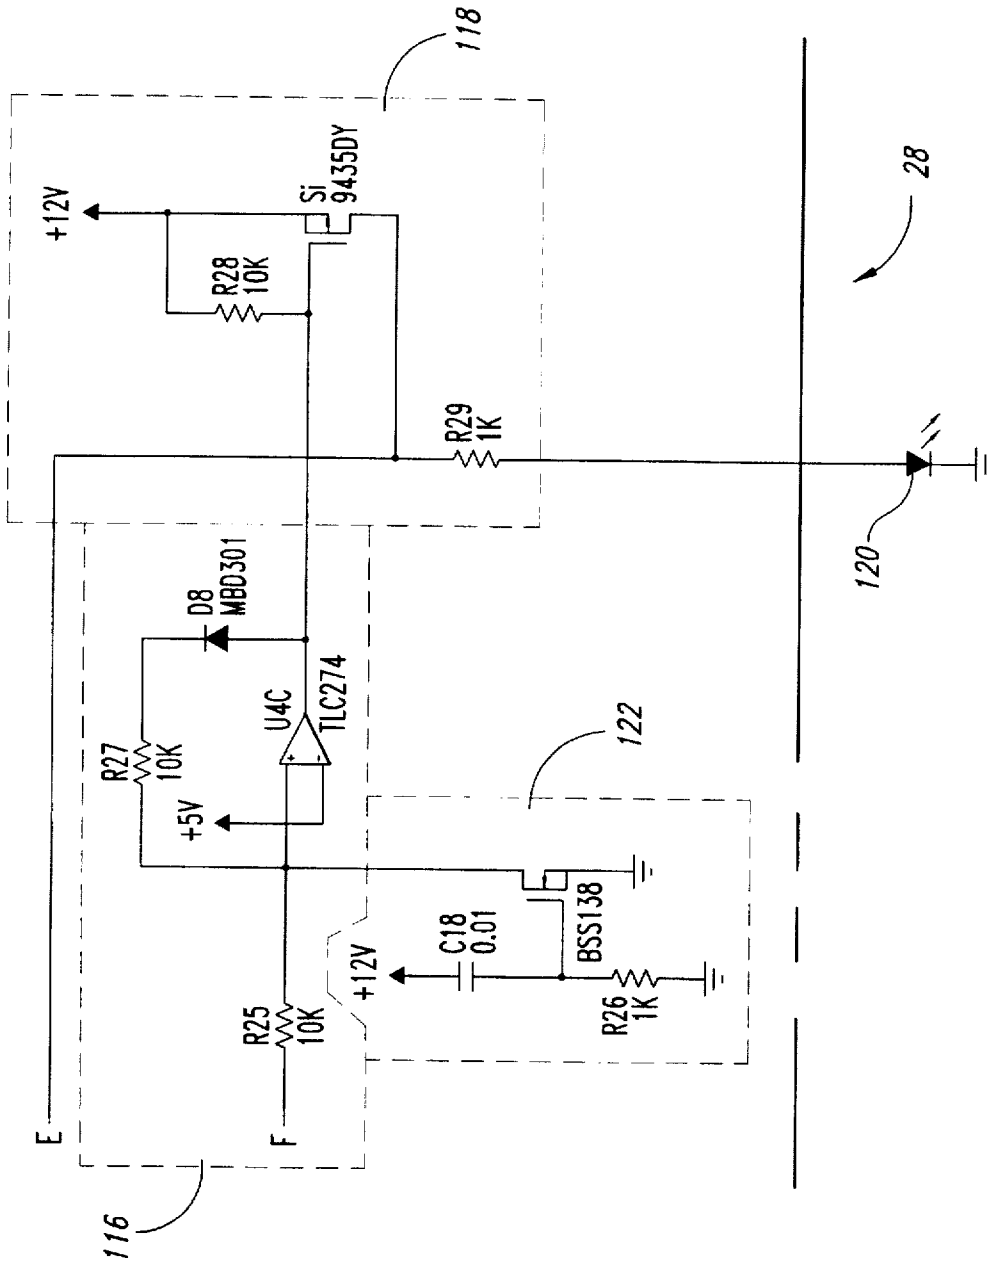 E
F
116
R25
10K
+12V
C18
0.01
R26
1K
BSS138
122
+5V
R27
10K
U4C
+
-
TLC274
D8
MBD301
R28
10K
+12V
Si
9435DY
118
R29
1K
120
28